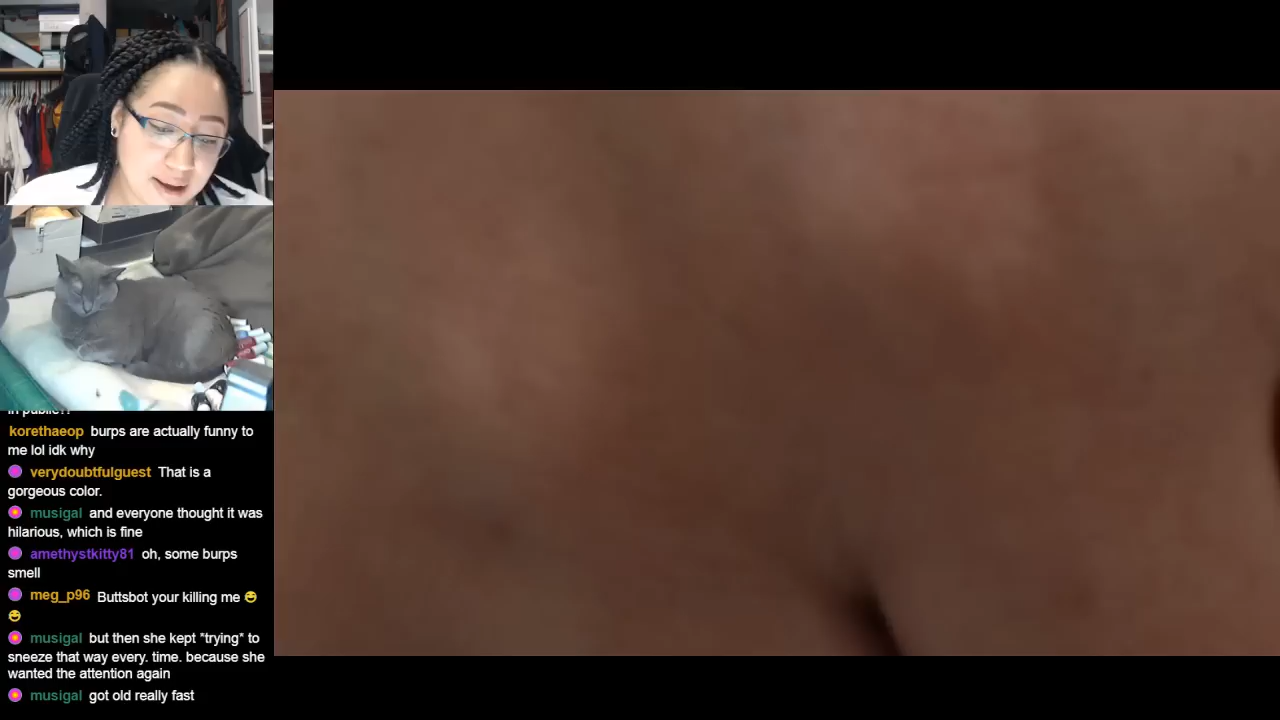 korethaeop burps are actually funny to
me lol idk why
verydoubtfulguest That is a
gorgeous color.
musigal and everyone thought it was
hilarious, which is fine
amethystkitty81 oh, some burps
smell
meg_p96 Buttsbot your killing me 😂
😂
musigal but then she kept *trying* to
sneeze that way every. time. because she
wanted the attention again
musigal got old really fast